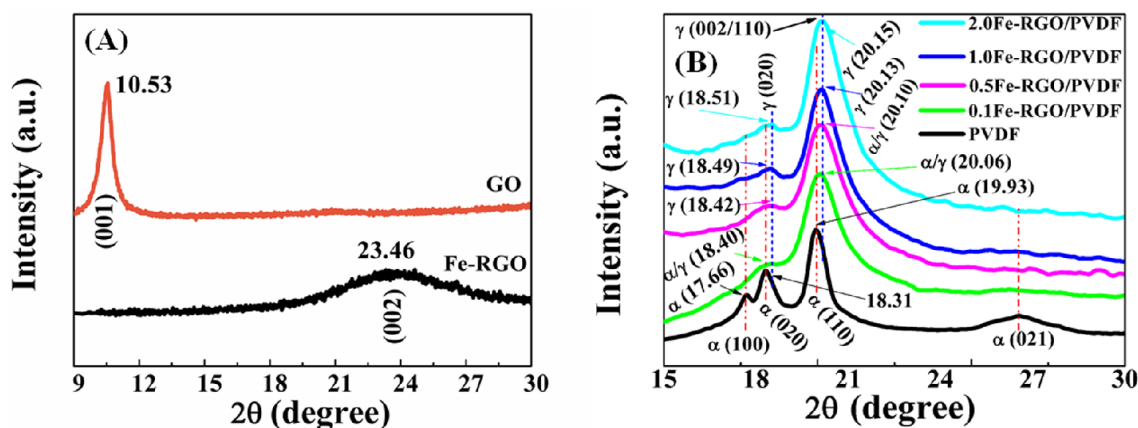 (A)
10.53
(001)
GO
23.46
Fe-RGO
(002)
Intensity (a.u.)
9 12 15 18 21 24 27 30
2θ (degree)
(B)
γ (002/110)
2.0Fe-RGO/PVDF
1.0Fe-RGO/PVDF
0.5Fe-RGO/PVDF
0.1Fe-RGO/PVDF
PVDF
γ (020)
γ (20.15)
γ (20.13)
α/γ (20.10)
γ (18.51)
γ (18.49)
γ (18.42)
α/γ (20.06)
α (19.93)
α/γ (18.40)
α (17.66)
18.31
α (100)
α (020)
α (110)
α (021)
Intensity (a.u.)
15 18 21 24 27 30
2θ (degree)